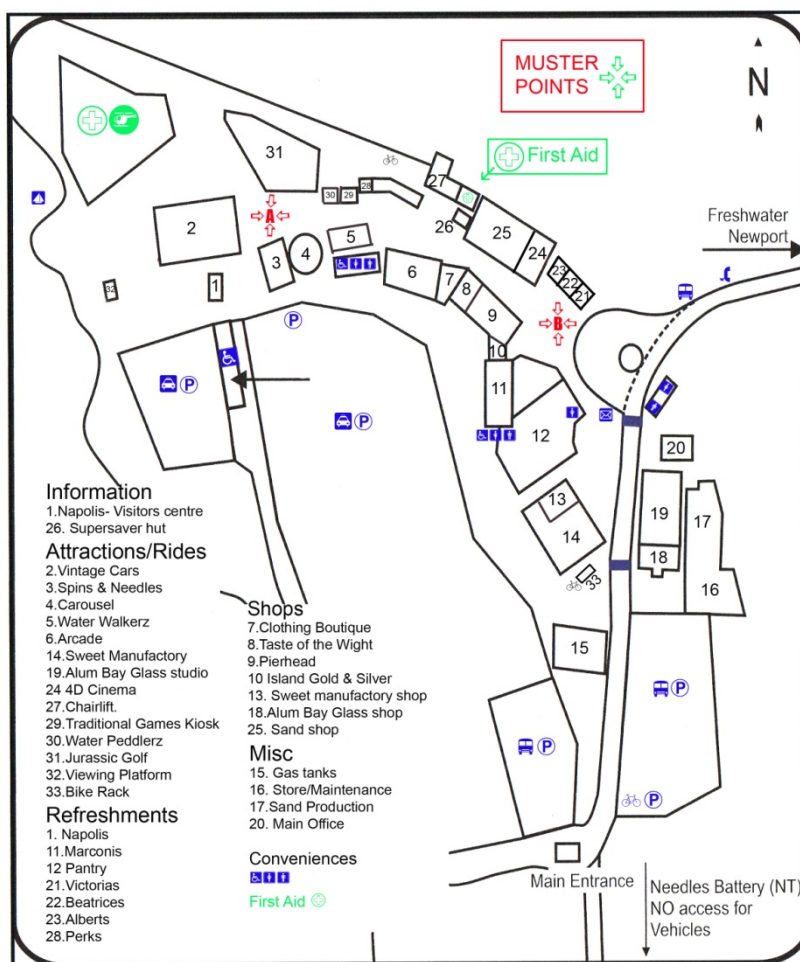 MUSTER
POINTS
N
First Aid
31
27
28
30
29
A
26
25
24
Freshwater
Newport
2
5
3
4
23
22
21
6
7
8
9
B
32
1
P
10
11
P
P
12
20
13
14
19
17
18
33
16
15
P
P
P
Main Entrance
Needles Battery (NT)
NO access for
Vehicles
Information
1.Napolis- Visitors centre
26. Supersaver hut
Attractions/Rides
2.Vintage Cars
3.Spins & Needles
4.Carousel
5.Water Walkerz
6.Arcade
14.Sweet Manufactory
19.Alum Bay Glass studio
24 4D Cinema
27.Chairlift.
29.Traditional Games Kiosk
30.Water Peddlerz
31.Jurassic Golf
32.Viewing Platform
33.Bike Rack
Refreshments
1. Napolis
11.Marconis
12 Pantry
21.Victorias
22.Beatrices
23.Alberts
28.Perks
Shops
7.Clothing Boutique
8.Taste of the Wight
9.Pierhead
10 Island Gold & Silver
13. Sweet manufactory shop
18.Alum Bay Glass shop
25. Sand shop
Misc
15. Gas tanks
16. Store/Maintenance
17.Sand Production
20. Main Office
Conveniences
First Aid